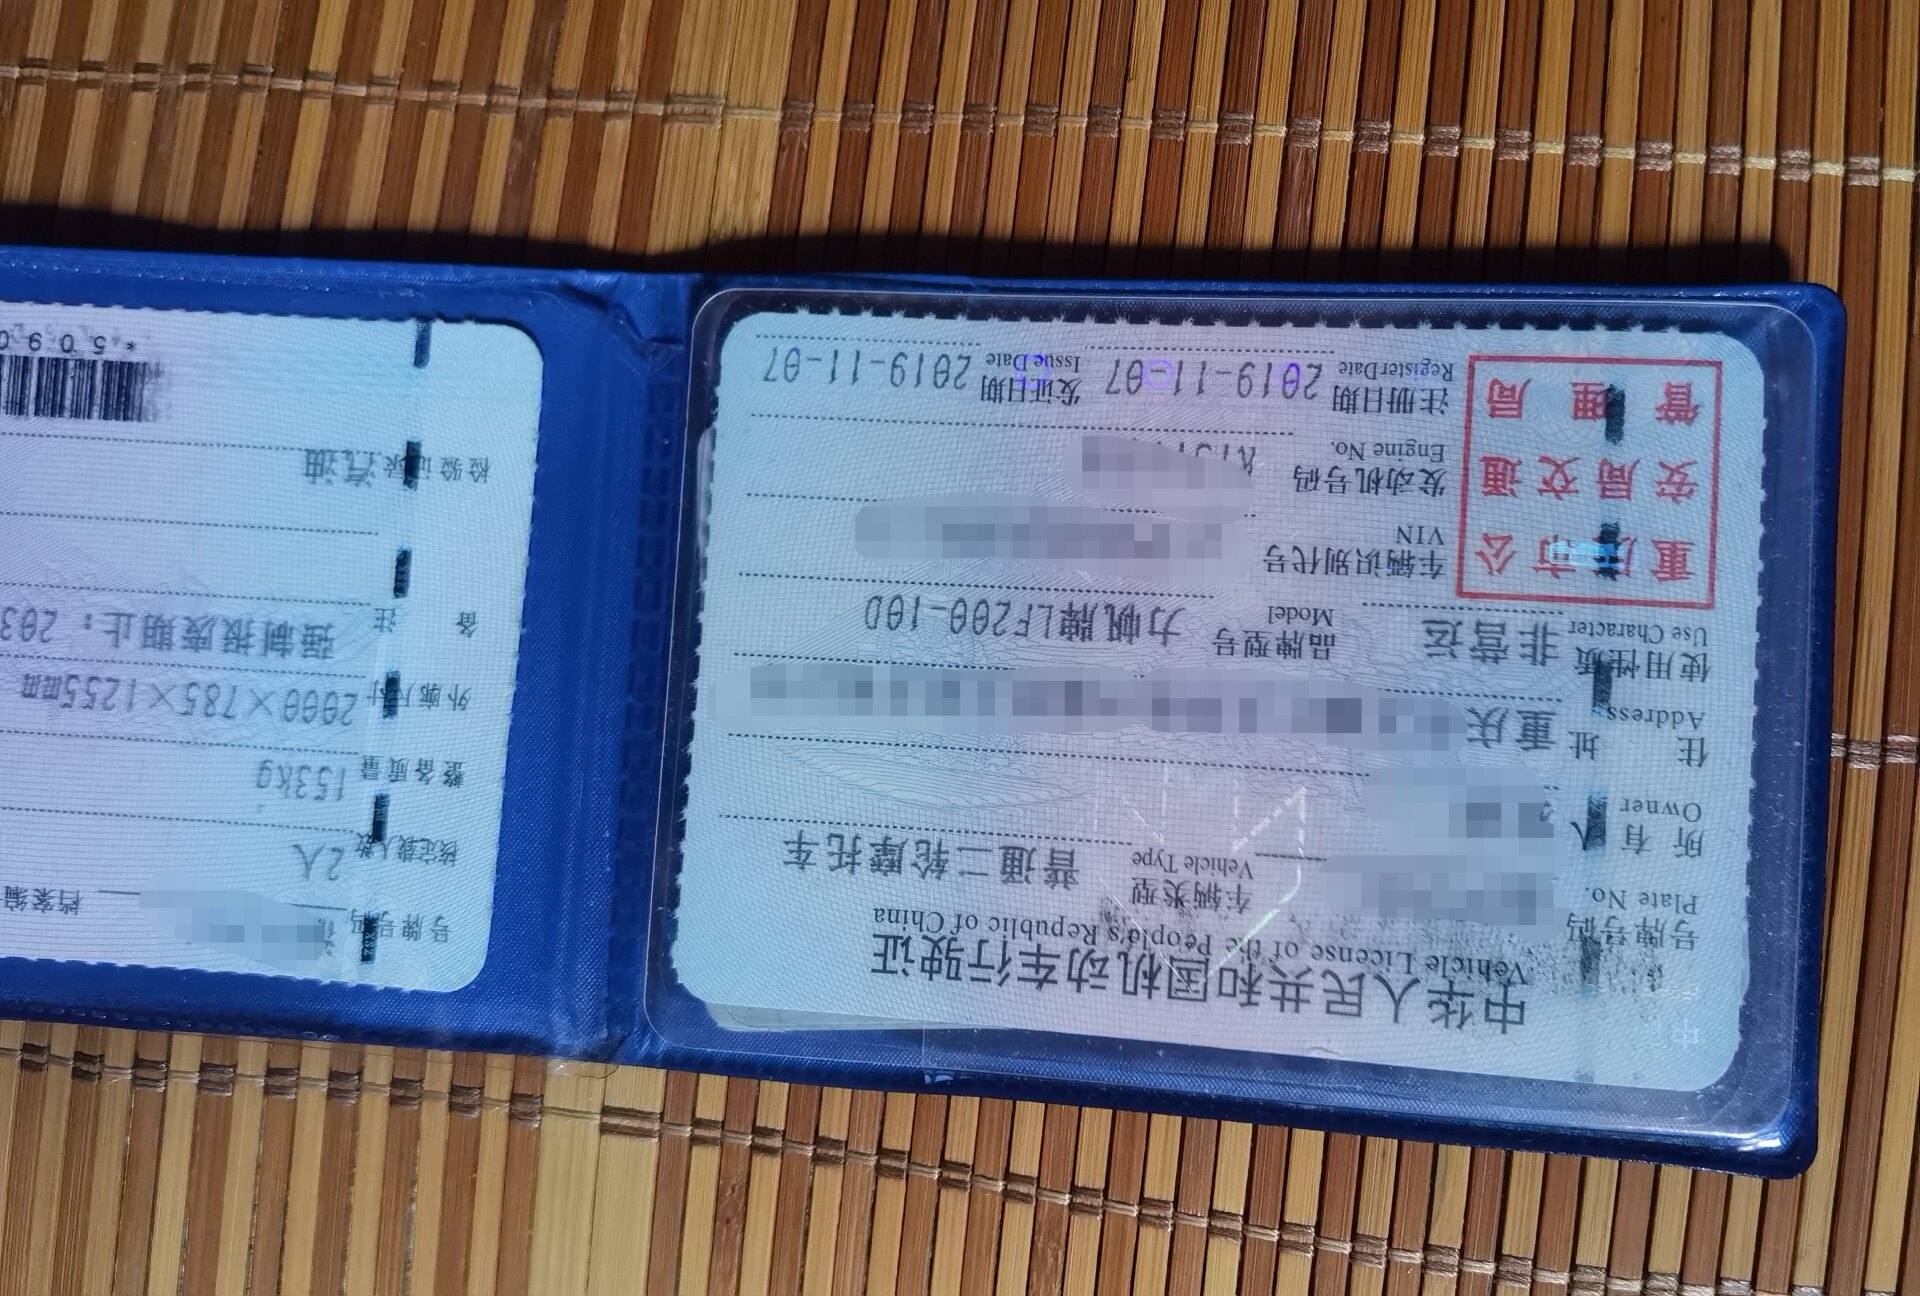 中华人民共和国机动车行驶证
Vehicle License of the People's Republic of China
号牌号码
Plate No.
车辆类型
Vehicle Type
普通二轮摩托车
所有人
Owner
住址
Address
重庆
使用性质
Use Character
非营运
品牌型号
Model
力帆牌LF200-10D
重庆市公
安局交通
管理局
车辆识别代号
VIN
发动机号码
Engine No.
注册日期
RegisterDate
2019-11-07
发证日期
Issue Date
2019-11-07
号牌号码
档案编
核定载人数 2人
整备质量 153kg
外廓尺寸 2000×785×1255mm
备注 强制报废期止: 203
检验记录 汽油
*509